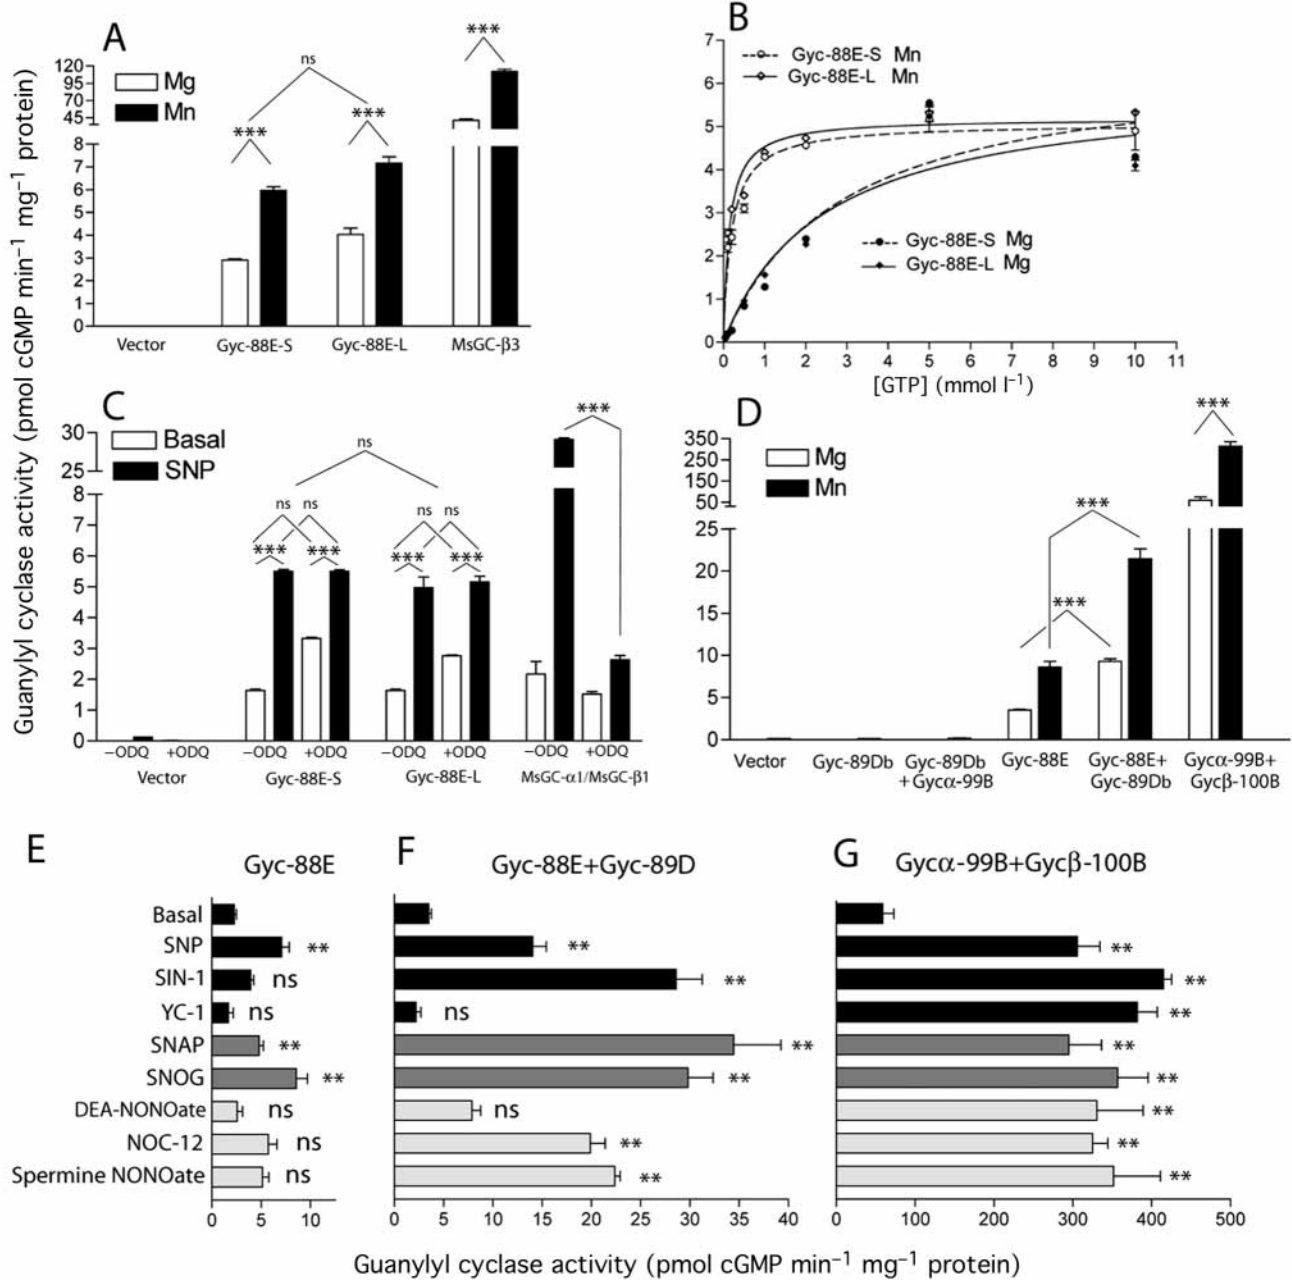 Guanylyl cyclase activity (pmol cGMP min⁻¹ mg⁻¹ protein)
A
120
95
70
45
8
7
6
5
4
3
2
1
0
Mg
Mn
ns
***
***
***
Vector
Gyc-88E-S
Gyc-88E-L
MsGC-β3
B
7
6
5
4
3
2
1
0
Gyc-88E-S Mn
Gyc-88E-L Mn
Gyc-88E-S Mg
Gyc-88E-L Mg
0 1 2 3 4 5 6 7 8 9 10 11
[GTP] (mmol l⁻¹)
C
30
25
8
7
6
5
4
3
2
1
0
Basal
SNP
ns
***
ns ns
ns ns
*** ***
*** ***
−ODQ +ODQ −ODQ +ODQ −ODQ +ODQ −ODQ +ODQ
Vector
Gyc-88E-S
Gyc-88E-L
MsGC-α1/MsGC-β1
D
350
250
150
50
25
20
15
10
5
0
Mg
Mn
***
***
***
Vector
Gyc-89Db
Gyc-89Db
+Gycα-99B
Gyc-88E
Gyc-88E+
Gyc-89Db
Gycα-99B+
Gycβ-100B
E
Gyc-88E
Basal
SNP **
SIN-1 ns
YC-1 ns
SNAP **
SNOG **
DEA-NONOate ns
NOC-12 ns
Spermine NONOate ns
0 5 10
F
Gyc-88E+Gyc-89D
**
**
ns
**
**
ns
**
**
0 5 10 15 20 25 30 35 40
G
Gycα-99B+Gycβ-100B
**
**
**
**
**
**
**
**
0 100 200 300 400 500
Guanylyl cyclase activity (pmol cGMP min⁻¹ mg⁻¹ protein)